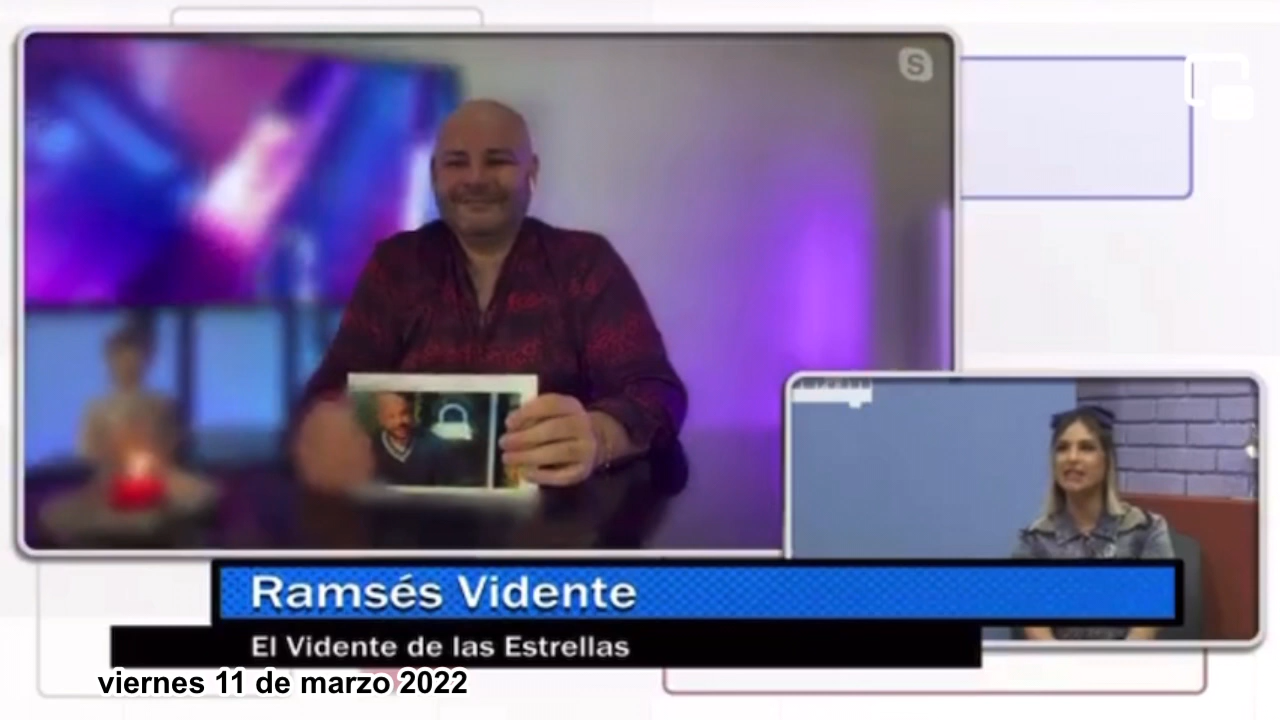 Ramsés Vidente
El Vidente de las Estrellas
viernes 11 de marzo 2022